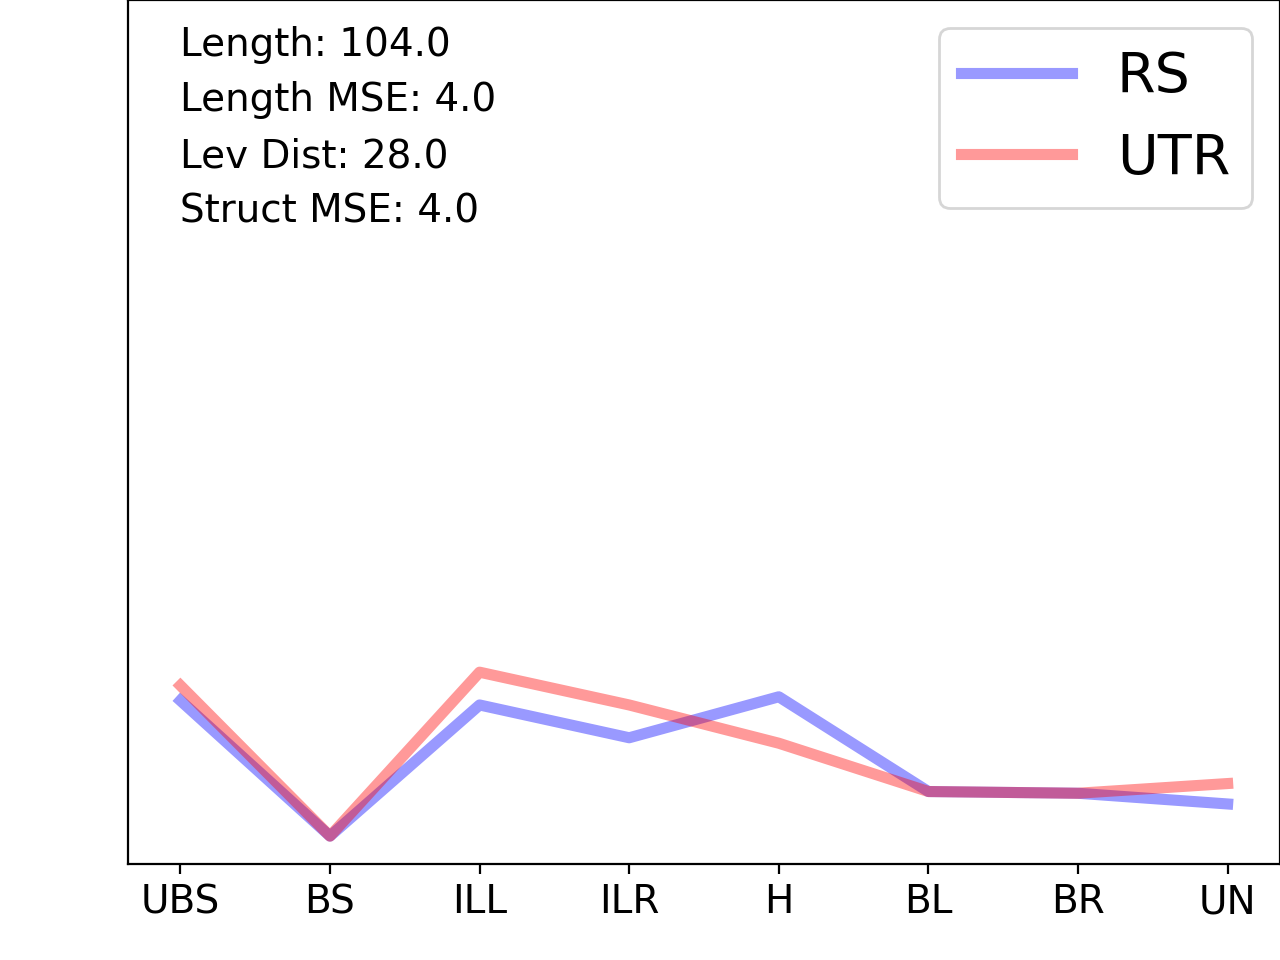 Length: 104.0
Length MSE: 4.0
Lev Dist: 28.0
Struct MSE: 4.0
RS
UTR
UBS BS ILL ILR H BL BR UN